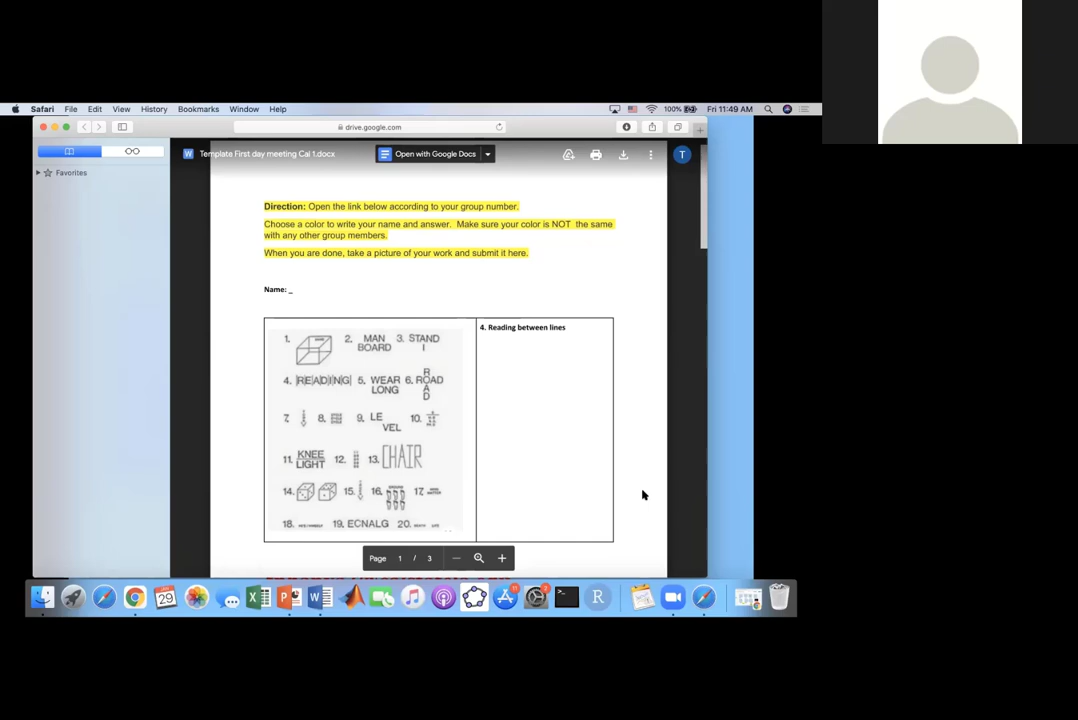 Safari File Edit View History Bookmarks Window Help 100% Fri 11:49 AM
drive.google.com
Favorites
Template First day meeting Cal 1.docx
Open with Google Docs
T
Direction: Open the link below according to your group number.
Choose a color to write your name and answer. Make sure your color is NOT the same
with any other group members.
When you are done, take a picture of your work and submit it here.
Name: _
4. Reading between lines
1. 2. MAN 3. STAND
BOARD I
4. READING 5. WEAR 6. ROAD
LONG
R
A
D
7. 8. 9. LE 10.
VEL
11. KNEE 12. 13. CHAIR
LIGHT
14. 15. 16. GROUND 17.
18. 19. ECNALG 20.
Page 1 / 3